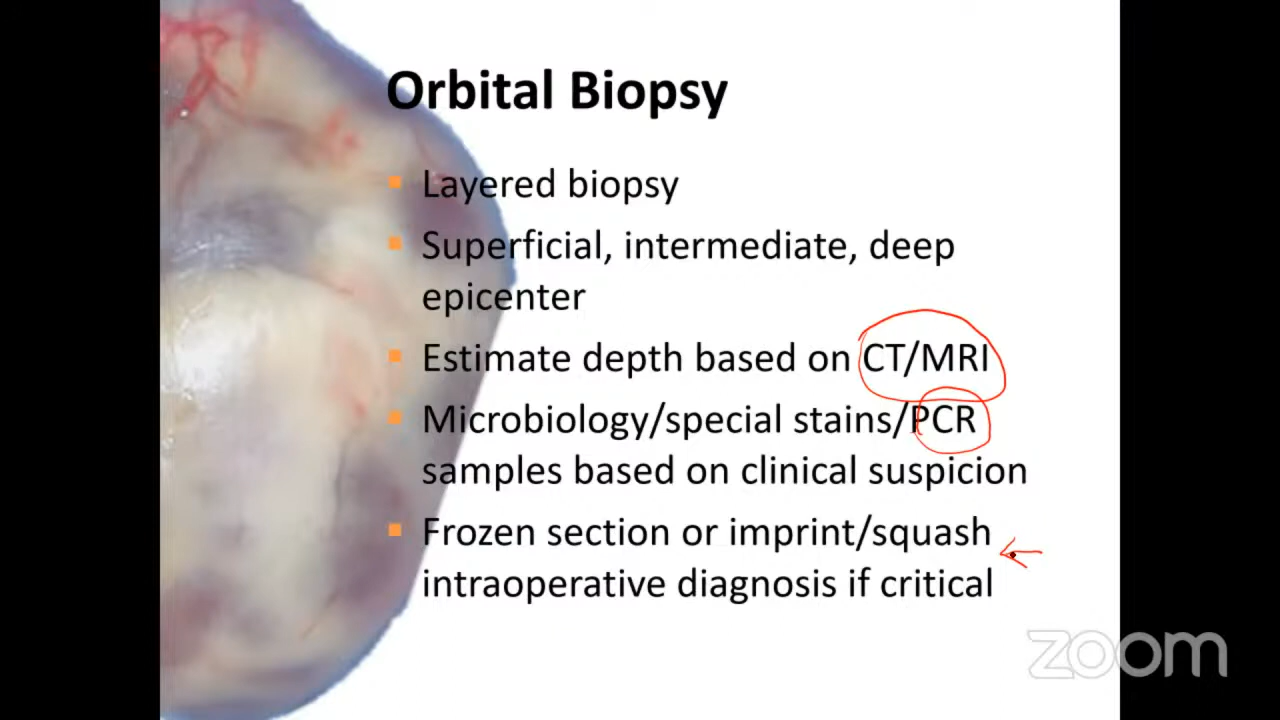 Orbital Biopsy
Layered biopsy
Superficial, intermediate, deep
epicenter
Estimate depth based on CT/MRI
Microbiology/special stains/PCR
samples based on clinical suspicion
Frozen section or imprint/squash
intraoperative diagnosis if critical
zoom